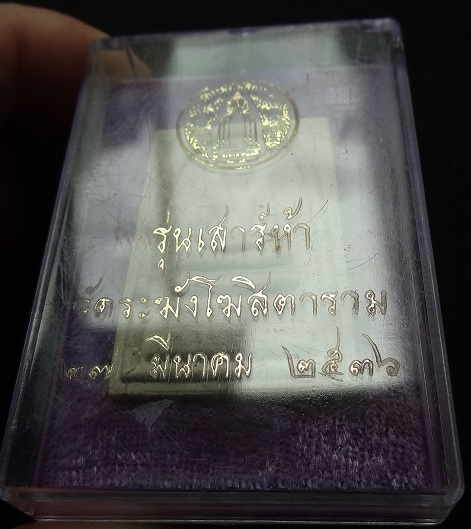 รุ่นเสาร์ห้า
วัดระฆังโฆสิตาราม
๒๗ มีนาคม ๒๕๓๖